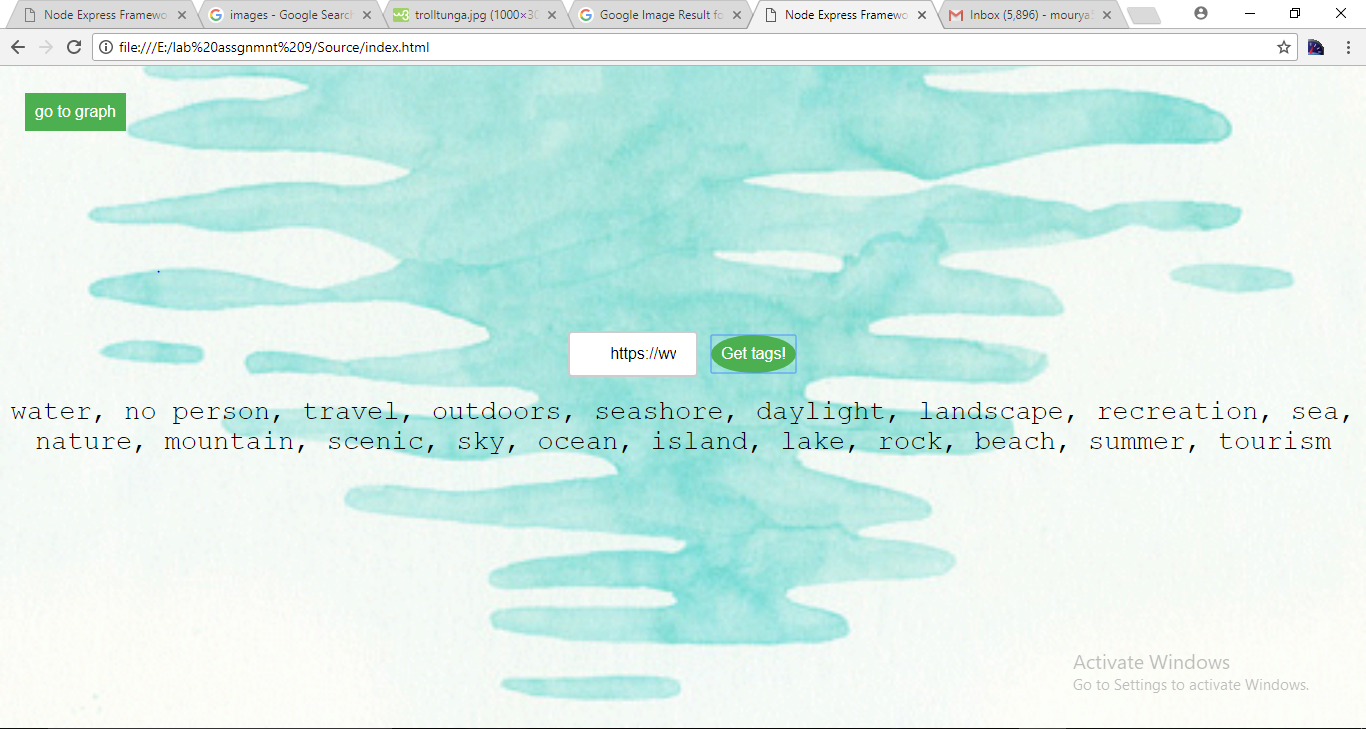 Node Express Framewo
images - Google Search
trolltunga.jpg (1000×30
Google Image Result fo
Node Express Framewo
Inbox (5,896) - mourya
file:///E:/lab%20assgnmnt%209/Source/index.html
go to graph
https://ww
Get tags!
water, no person, travel, outdoors, seashore, daylight, landscape, recreation, sea,
nature, mountain, scenic, sky, ocean, island, lake, rock, beach, summer, tourism
Activate Windows
Go to Settings to activate Windows.